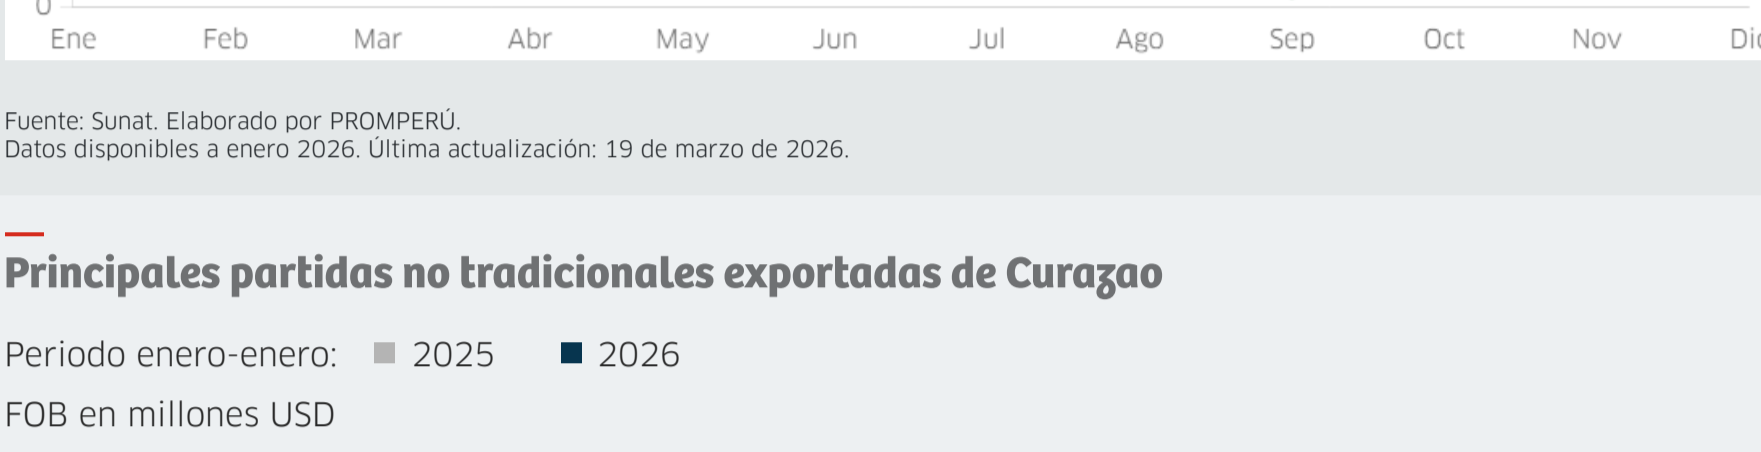 0
Ene Feb Mar Abr May Jun Jul Ago Sep Oct Nov Dic
Fuente: Sunat. Elaborado por PROMPERÚ.
Datos disponibles a enero 2026. Última actualización: 19 de marzo de 2026.
Principales partidas no tradicionales exportadas de Curazao
Periodo enero-enero: 2025 2026
FOB en millones USD